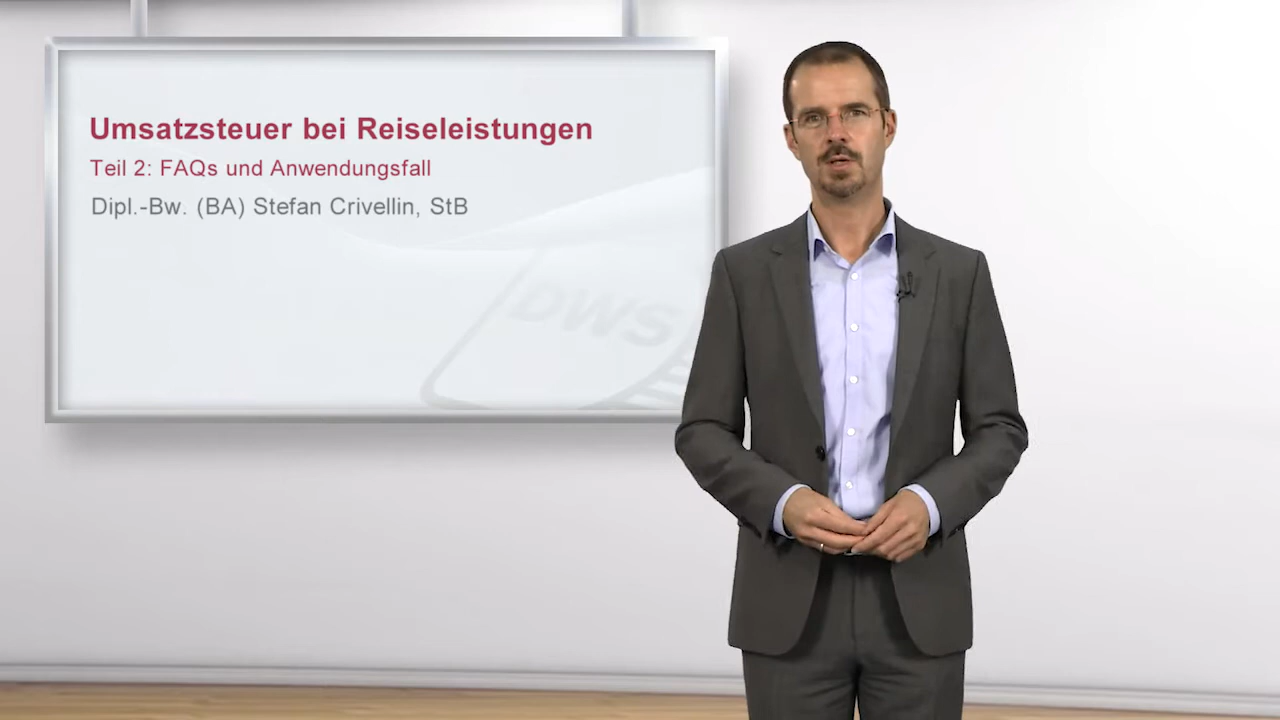 Umsatzsteuer bei Reiseleistungen
Teil 2: FAQs und Anwendungsfall
Dipl.-Bw. (BA) Stefan Crivellin, StB
DWS